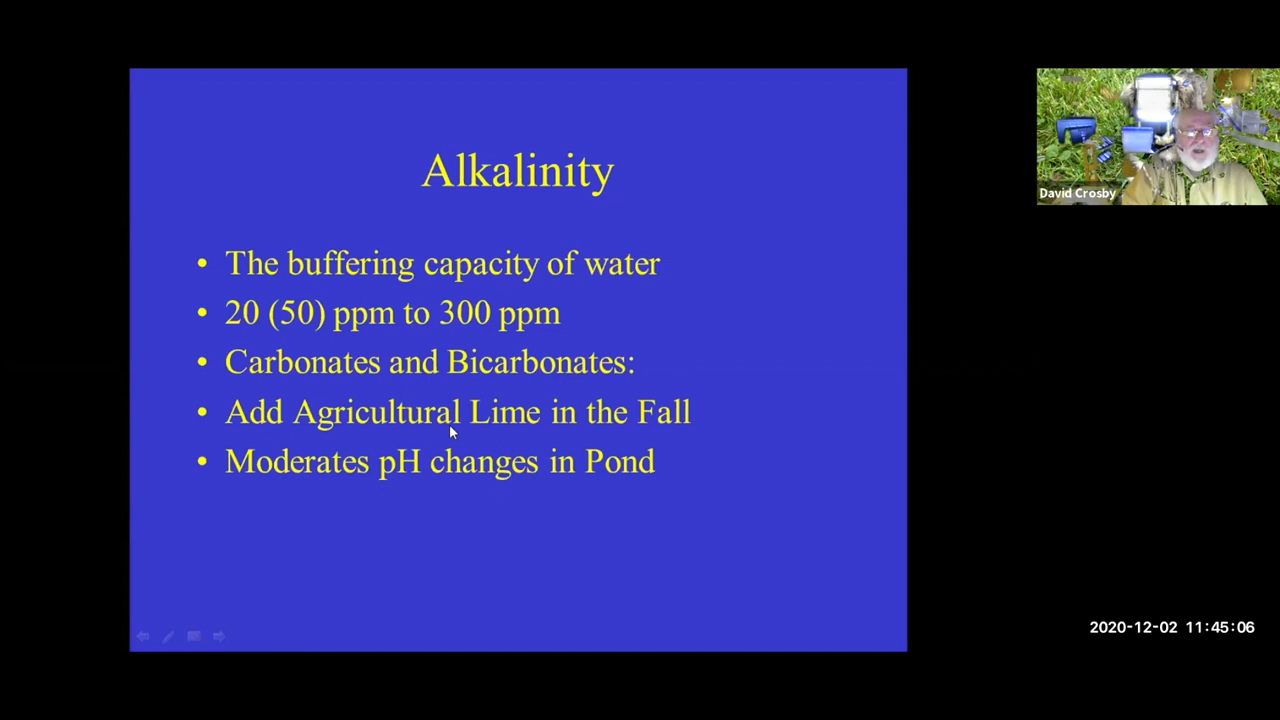 Alkalinity
• The buffering capacity of water
• 20 (50) ppm to 300 ppm
• Carbonates and Bicarbonates:
• Add Agricultural Lime in the Fall
• Moderates pH changes in Pond
David Crosby
2020-12-02 11:45:06